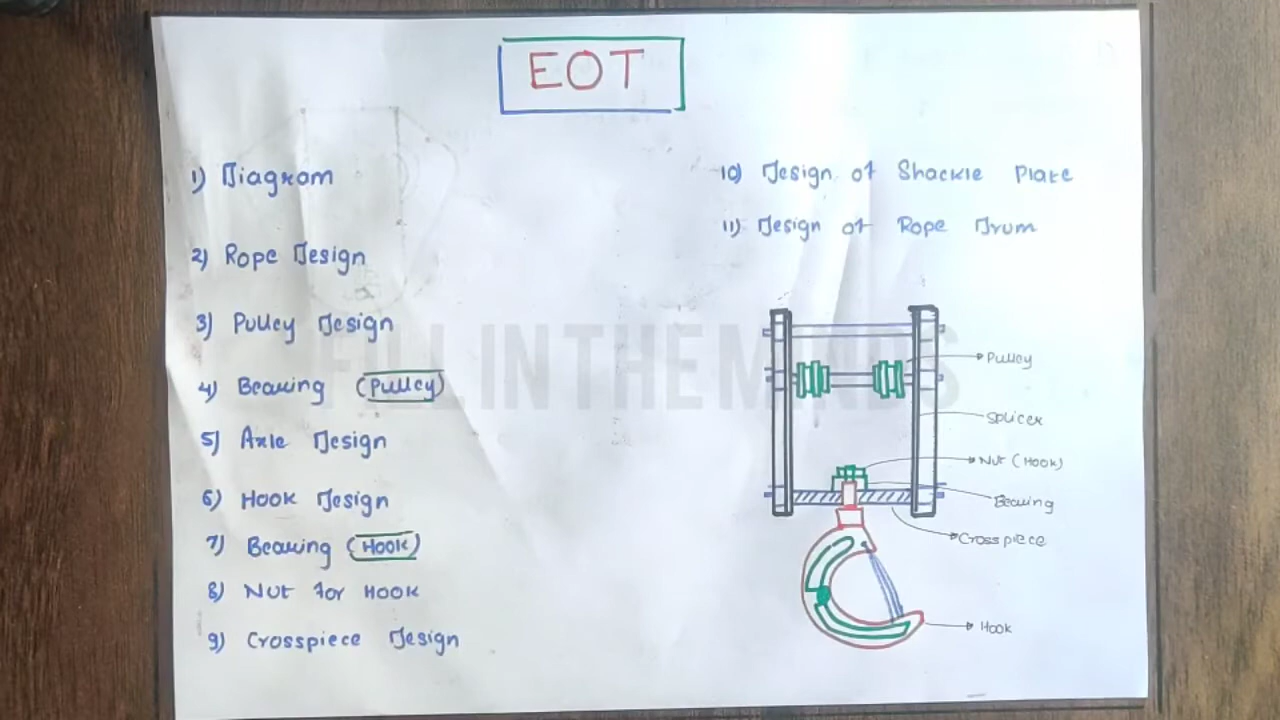 EOT
1) Diagram
2) Rope Design
3) Pulley Design
4) Bearing (Pulley)
5) Axle Design
6) Hook Design
7) Bearing (Hook)
8) Nut for Hook
9) Crosspiece Design
10) Design of Shackle Plate
11) Design of Rope Drum
Pulley
Splicer
Nut (Hook)
Bearing
Crosspiece
Hook
FILLINTHEMINDS